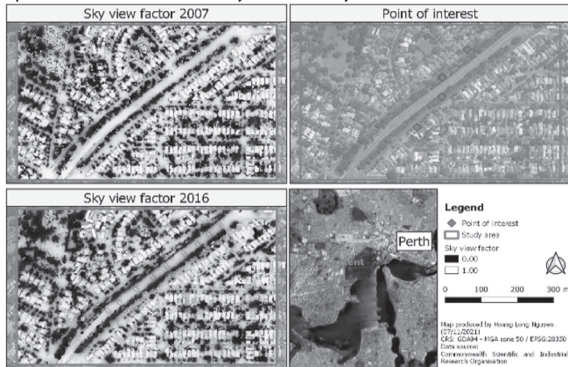 Sky view factor 2007
Point of interest
Sky view factor 2016
Perth
Legend
Point of interest
Study area
Sky view factor
0.00
1.00
0 100 200 300 m
Map produced by Hoang Long Nguyen
(07/11/2021)
CRS: GDA94 - MGA zone 50 / EPSG:28350
Data source:
Commonwealth Scientific and Industrial
Research Organisation